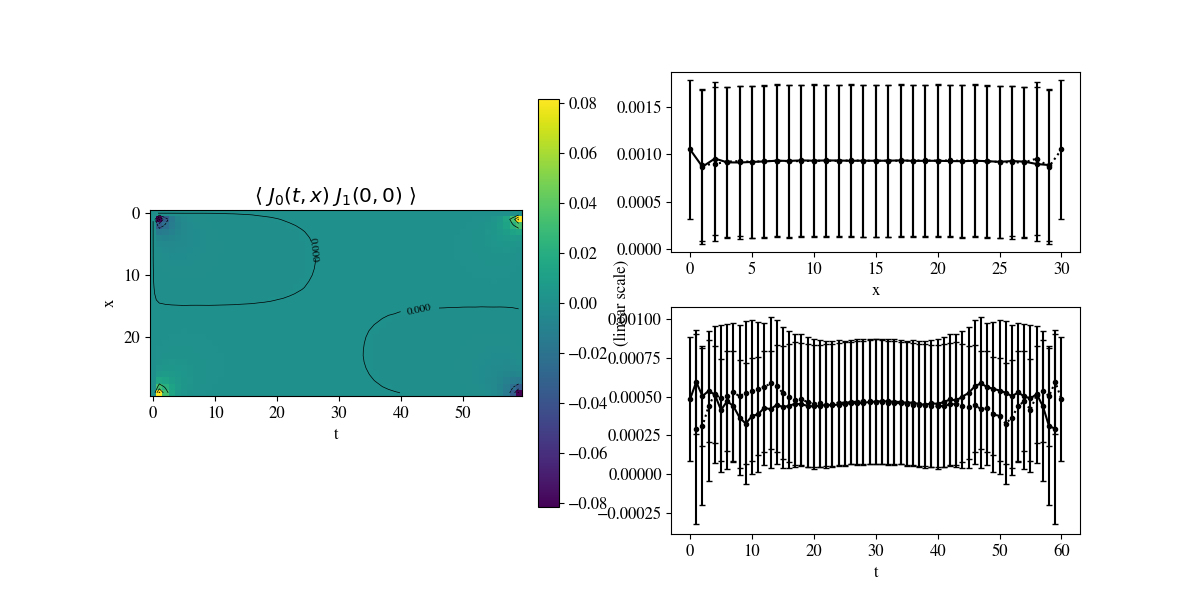 ⟨ J₀(t, x) J₁(0, 0) ⟩
x
0
10
20
0.000
0.000
0 10 20 30 40 50
t
0.08
0.06
0.04
0.02
0.00
−0.02
−0.04
−0.06
−0.08
(linear scale)
0.0015
0.0010
0.0005
0.0000
0 5 10 15 20 25 30
x
0.00100
0.00075
0.00050
0.00025
0.00000
−0.00025
0 10 20 30 40 50 60
t